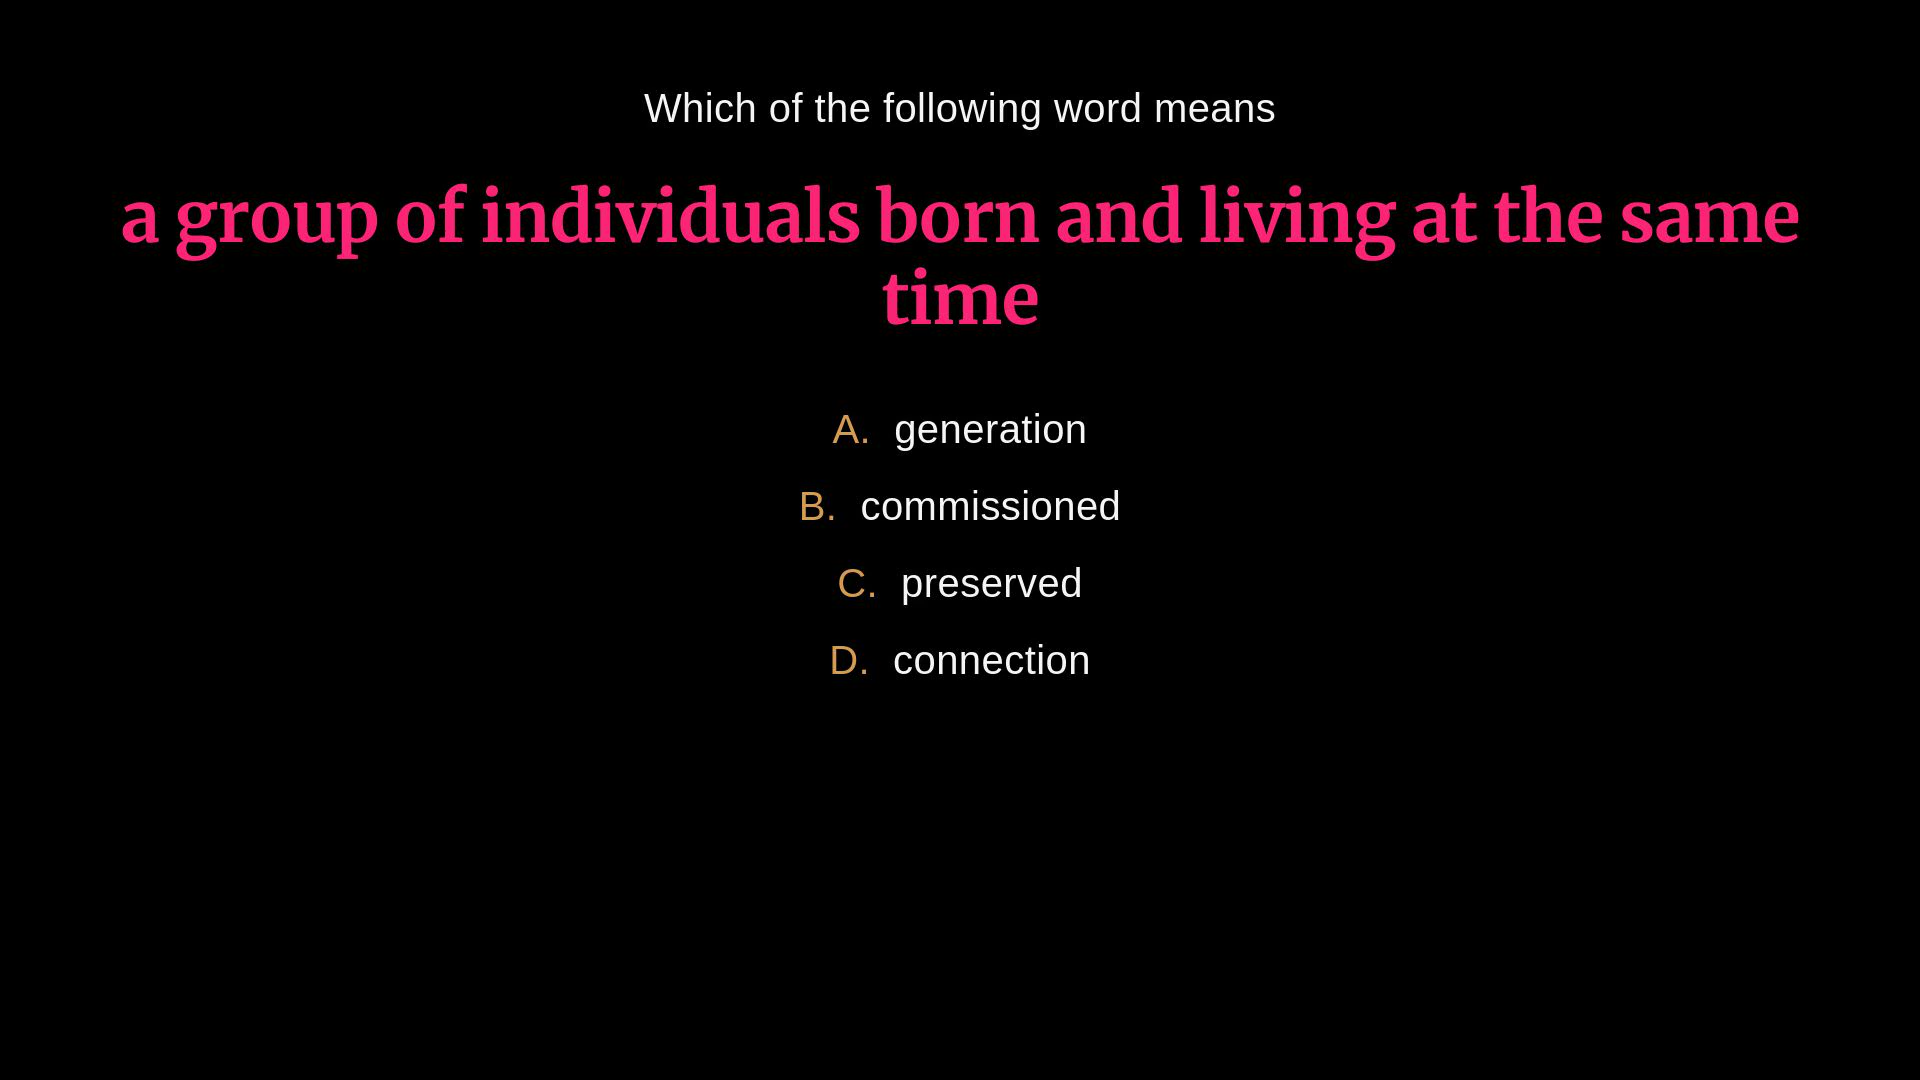 Which of the following word means
a group of individuals born and living at the same
time
A. generation
B. commissioned
C. preserved
D. connection